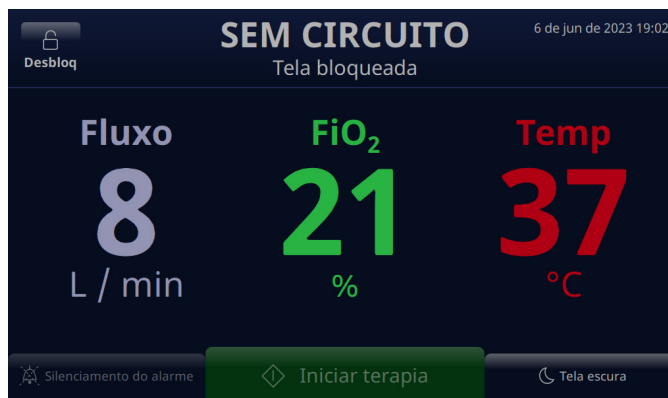 SEM CIRCUITO
6 de jun de 2023 19:02
Desbloq
Tela bloqueada
Fluxo
FiO₂
Temp
8
21
37
L / min
%
°C
Silenciamento do alarme
Iniciar terapia
Tela escura